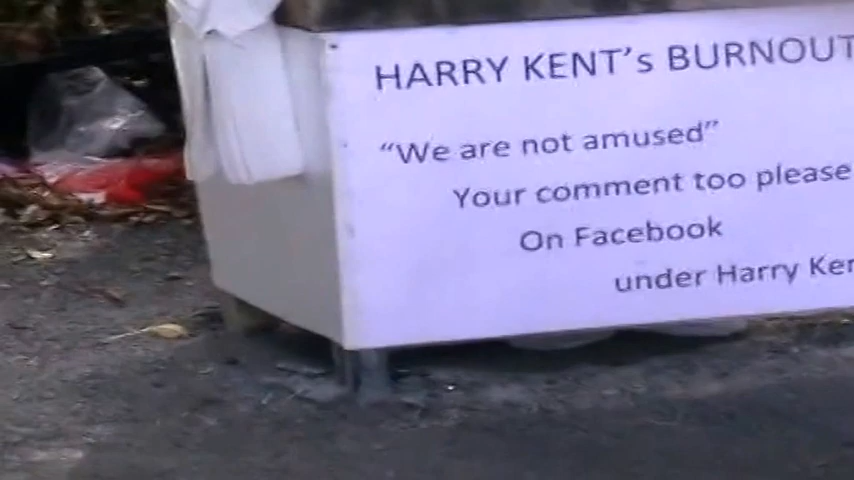 HARRY KENT's BURNOUT
"We are not amused"
Your comment too please
On Facebook
under Harry Ken